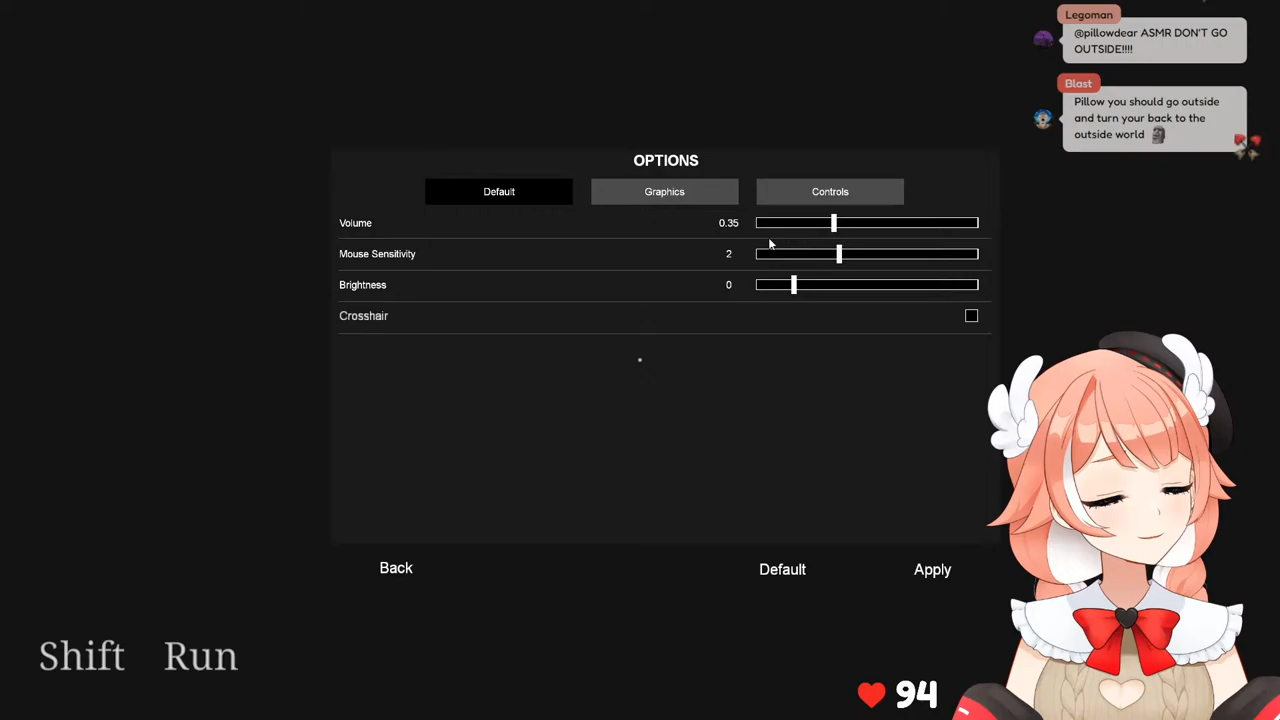 Legoman
@pillowdear ASMR DON'T GO
OUTSIDE!!!!
Blast
Pillow you should go outside
and turn your back to the
outside world
OPTIONS
Default Graphics Controls
Volume 0.35
Mouse Sensitivity 2
Brightness 0
Crosshair
Back Default Apply
Shift Run
94